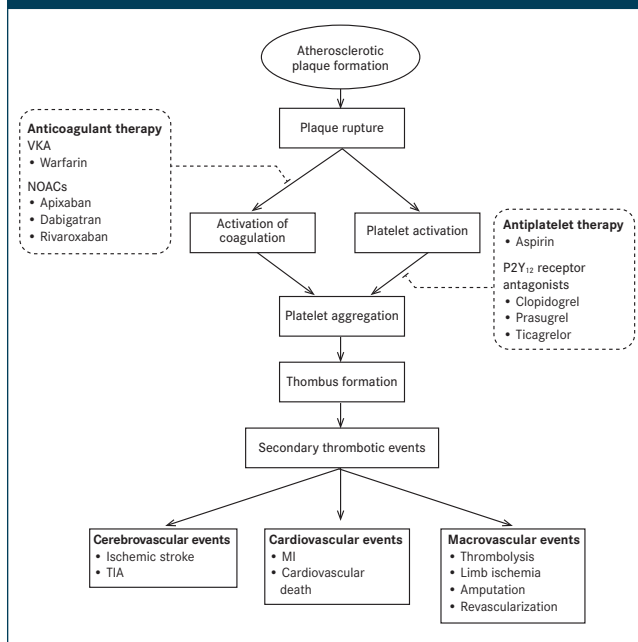 Atherosclerotic
plaque formation
Plaque rupture
Anticoagulant therapy
VKA
• Warfarin
NOACs
• Apixaban
• Dabigatran
• Rivaroxaban
Activation of
coagulation
Platelet activation
Antiplatelet therapy
• Aspirin
P2Y₁₂ receptor
antagonists
• Clopidogrel
• Prasugrel
• Ticagrelor
Platelet aggregation
Thombus formation
Secondary thrombotic events
Cerebrovascular events
• Ischemic stroke
• TIA
Cardiovascular events
• MI
• Cardiovascular
death
Macrovascular events
• Thrombolysis
• Limb ischemia
• Amputation
• Revascularization